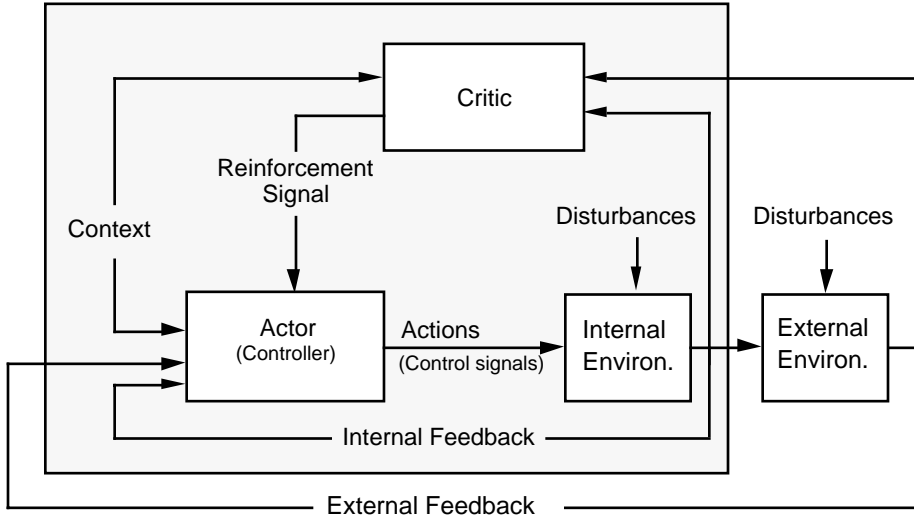 Critic
Reinforcement
Signal
Context
Disturbances
Disturbances
Actor
(Controller)
Actions
(Control signals)
Internal
Environ.
External
Environ.
Internal Feedback
External Feedback